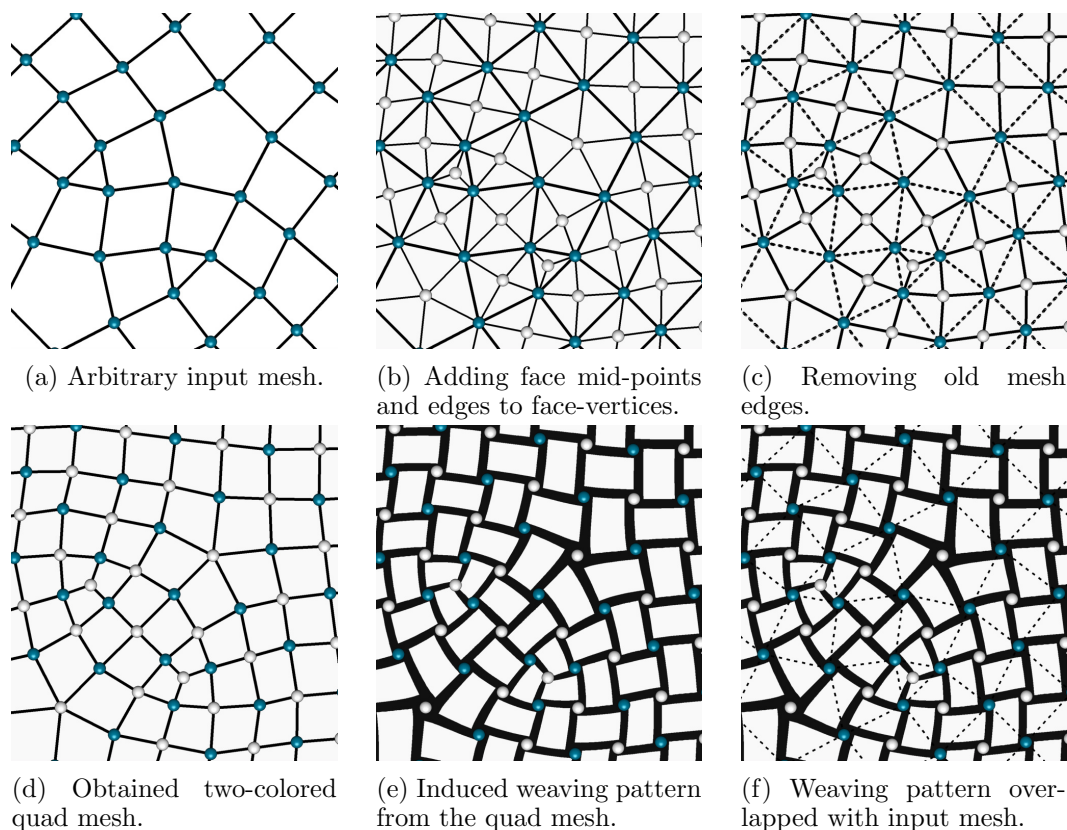 (a) Arbitrary input mesh.
(b) Adding face mid-points
and edges to face-vertices.
(c) Removing old mesh
edges.
(d) Obtained two-colored
quad mesh.
(e) Induced weaving pattern
from the quad mesh.
(f) Weaving pattern over-
lapped with input mesh.